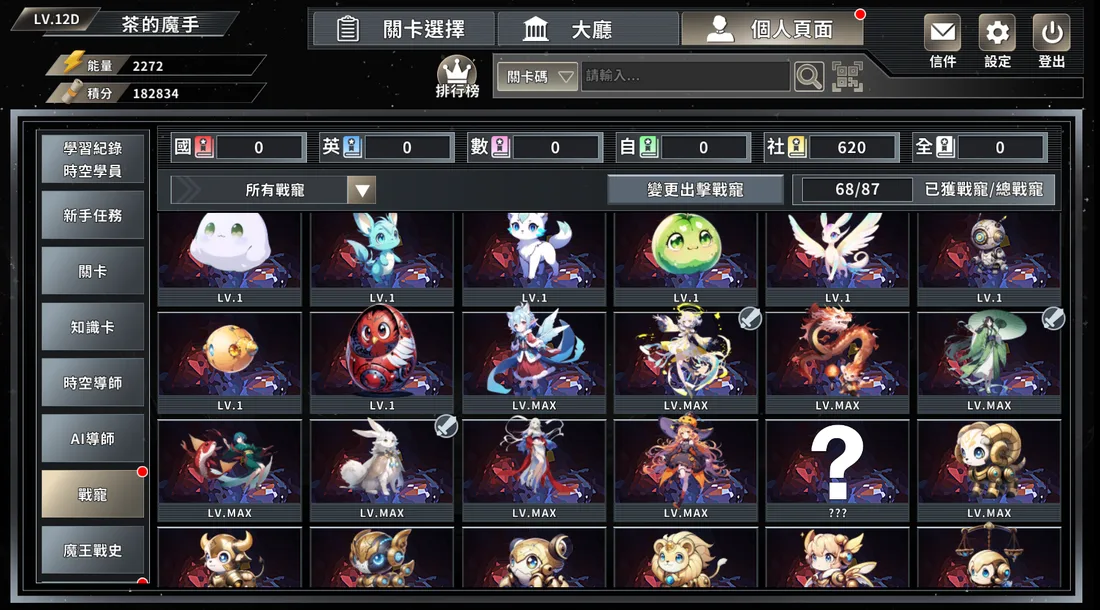 LV.12D 茶的魔手
關卡選擇 大廳 個人頁面
信件 設定 登出
能量 2272
積分 182834
排行榜 關卡碼 請輸入...
學習紀錄
時空學員
新手任務
關卡
知識卡
時空導師
AI導師
戰寵
魔王戰史
國 0 英 0 數 0 自 0 社 620 全 0
所有戰寵 變更出擊戰寵 68/87 已獲戰寵/總戰寵
LV.1 LV.1 LV.1 LV.1 LV.1 LV.1
LV.1 LV.1 LV.MAX LV.MAX LV.MAX LV.MAX
?
LV.MAX LV.MAX LV.MAX LV.MAX ??? LV.MAX